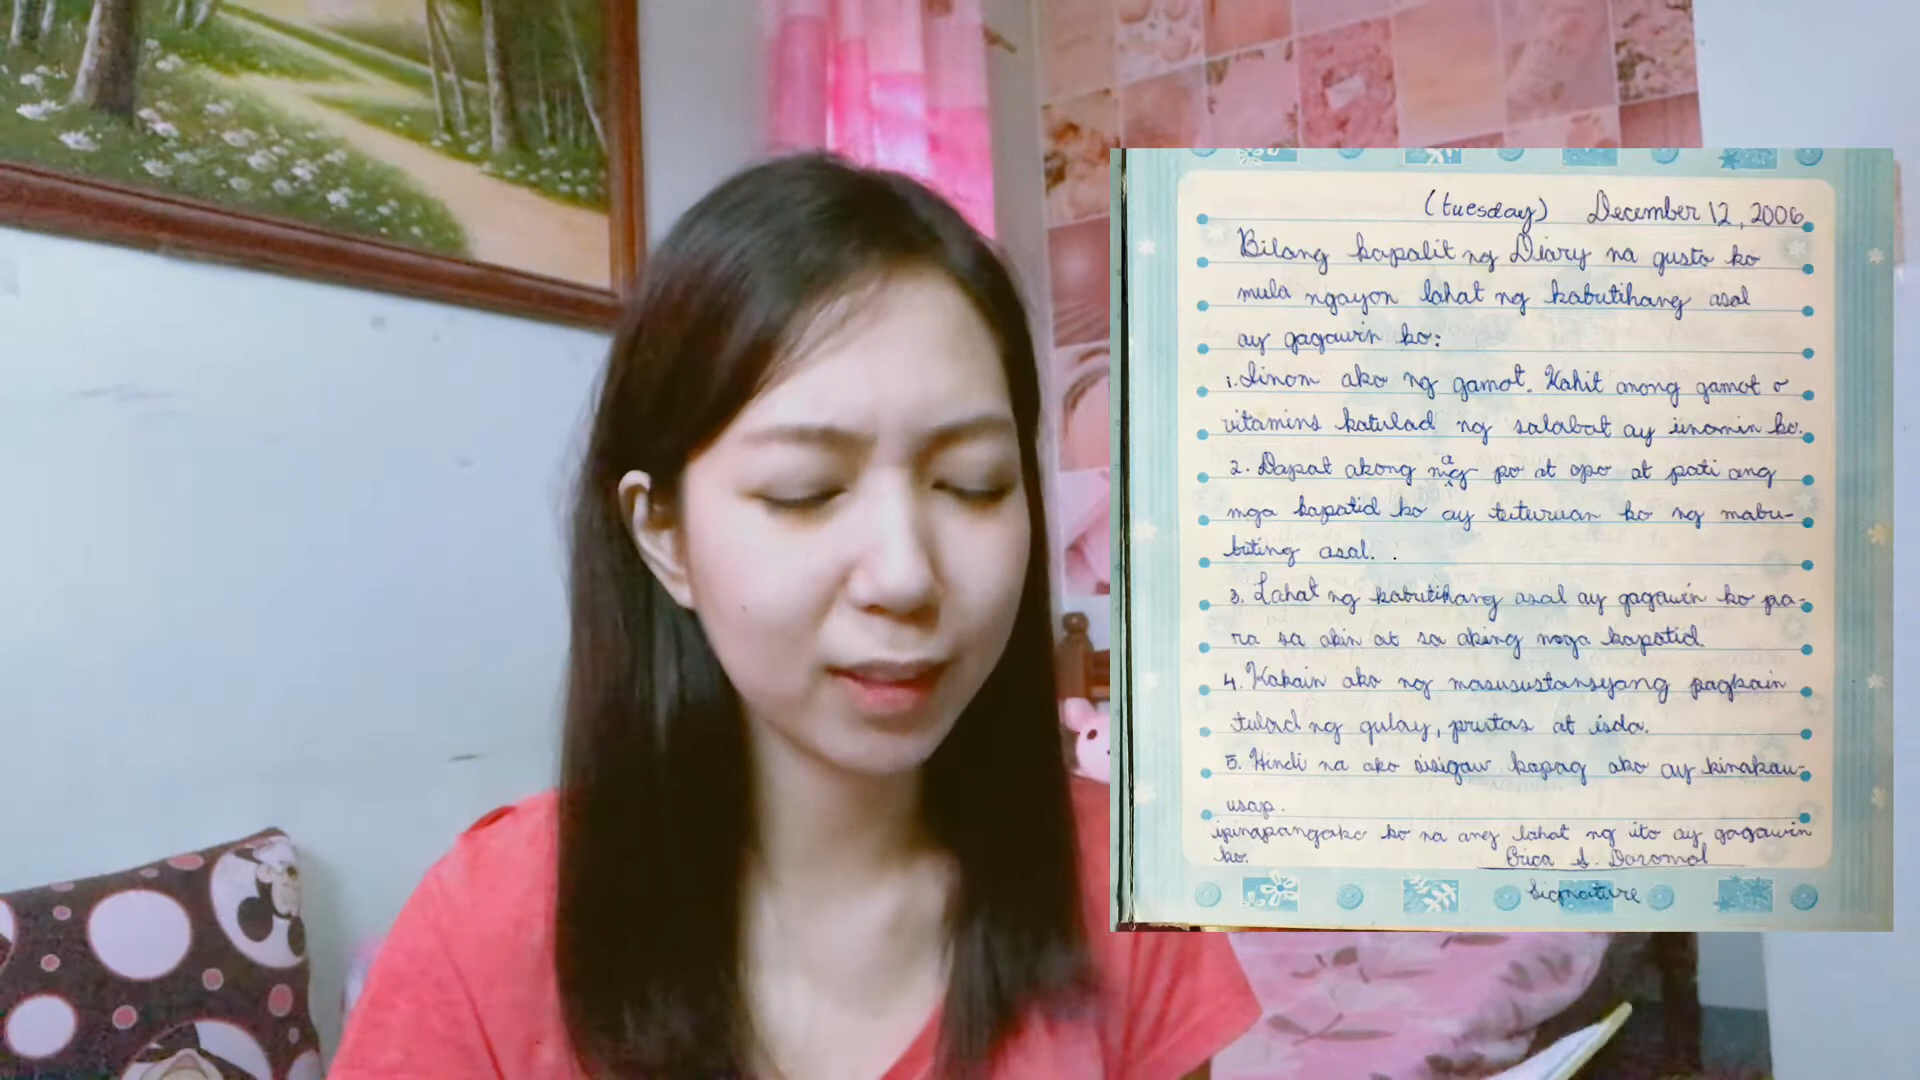 (tuesday) December 12, 2006
Bilang kapalit ng Diary na gusto ko
mula ngayon lahat ng kabutihang asal
ay gagawin ko:
1. Iinom ako ng gamot. Kahit anong gamot o
vitamins katulad ng salabat ay iinomin ko.
2. Dapat akong mag po at opo at pati ang
mga kapatid ko ay tuturuan ko ng mabu-
buting asal. .
3. Lahat ng kabutihang asal ay gagawin ko pa-
ra sa akin at sa aking mga kapatid.
4. Kakain ako ng masusustansyang pagkain
tulad ng gulay, prutas at isda.
5. Hindi na ako sisigaw kapag ako ay kinakau-
usap.
ipinapangako ko na ang lahat ng ito ay gagawin
ko. Erica S. Daromol
Signature